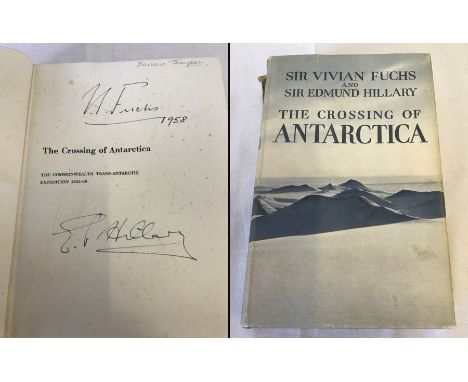 V. Fuchs
1958
The Crossing of Antarctica
THE COMMONWEALTH TRANS-ANTARCTIC
EXPEDITION 1955-58
E.P. Hillary
SIR VIVIAN FUCHS
AND
SIR EDMUND HILLARY
THE CROSSING OF
ANTARCTICA